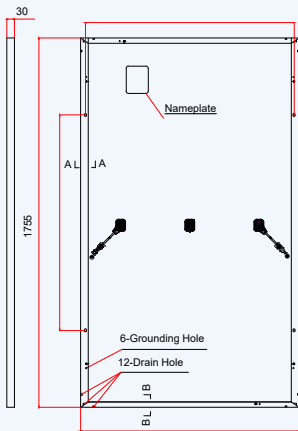 30
Nameplate
A A
1755
6-Grounding Hole
12-Drain Hole
B
B